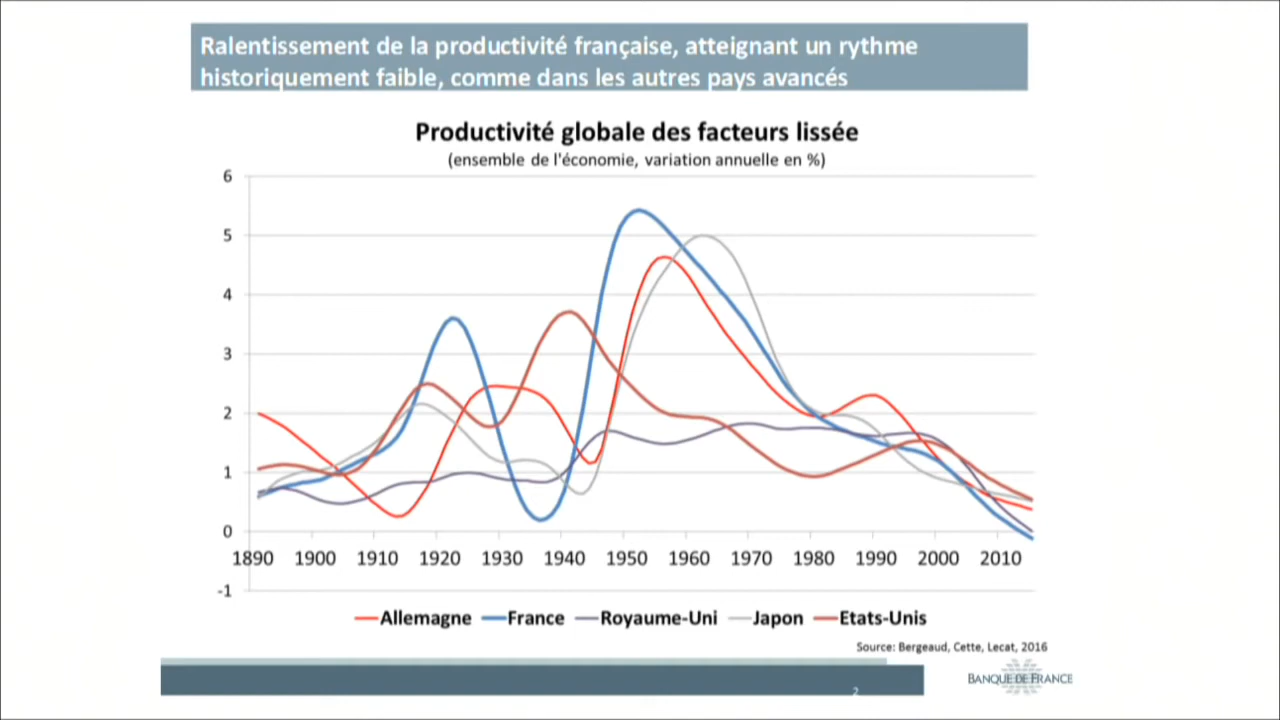 Ralentissement de la productivité française, atteignant un rythme
historiquement faible, comme dans les autres pays avancés
Productivité globale des facteurs lissée
(ensemble de l'économie, variation annuelle en %)
6
5
4
3
2
1
0
1890 1900 1910 1920 1930 1940 1950 1960 1970 1980 1990 2000 2010
-1
Allemagne France Royaume-Uni Japon Etats-Unis
Source: Bergeaud, Cette, Lecat, 2016
2
BANQUE DE FRANCE